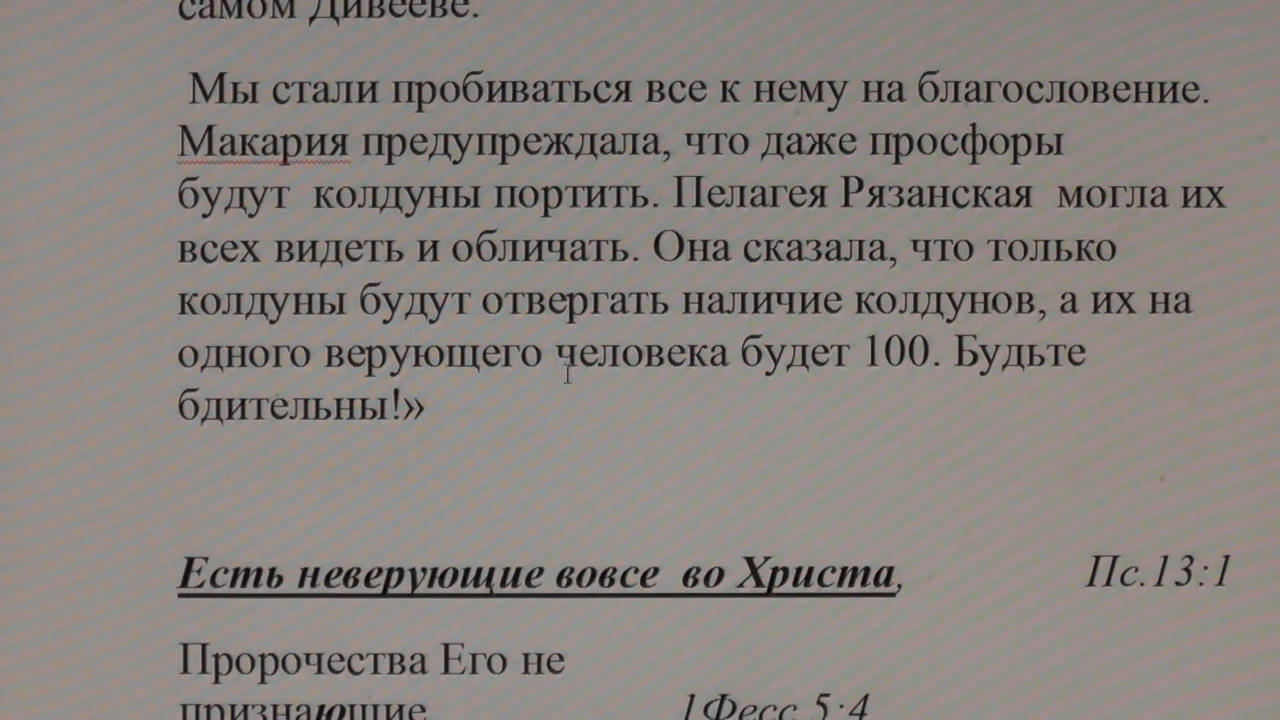 самом Дивееве.
Мы стали пробиваться все к нему на благословение.
Макария предупреждала, что даже просфоры
будут колдуны портить. Пелагея Рязанская могла их
всех видеть и обличать. Она сказала, что только
колдуны будут отвергать наличие колдунов, а их на
одного верующего человека будет 100. Будьте
бдительны!»
Есть неверующие вовсе во Христа, Пс.13:1
Пророчества Его не
признающие 1Фесс 5:4